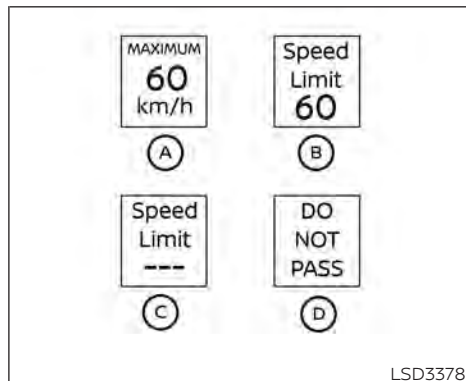 MAXIMUM
60
km/h
A
Speed
Limit
60
B
Speed
Limit
---
C
DO
NOT
PASS
D
LSD3378